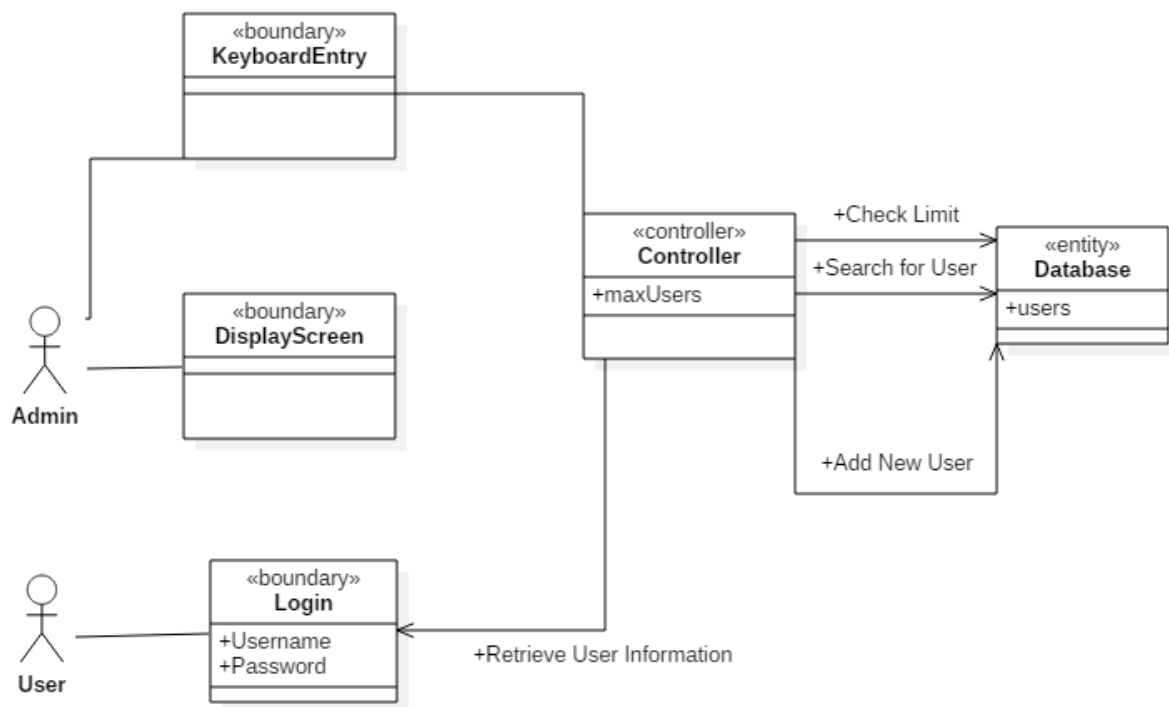 «boundary»
KeyboardEntry
«controller»
Controller
+maxUsers
+Check Limit
+Search for User
«entity»
Database
+users
«boundary»
DisplayScreen
Admin
+Add New User
«boundary»
Login
+Username
+Password
+Retrieve User Information
User